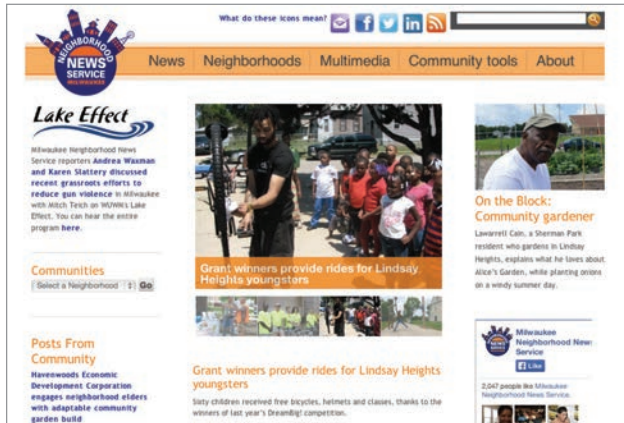 What do these icons mean?
NEIGHBORHOOD
NEWS
SERVICE
MILWAUKEE
News Neighborhoods Multimedia Community tools About
Lake Effect
Milwaukee Neighborhood News
Service reporters Andrea Waxman
and Karen Slattery discussed
recent grassroots efforts to
reduce gun violence in Milwaukee
with Mitch Teich on WUWM's Lake
Effect. You can hear the entire
program here.
Communities
Select a Neighborhood Go
Posts From
Community
Havenwoods Economic
Development Corporation
engages neighborhood elders
with adaptable community
garden build
Grant winners provide rides for Lindsay
Heights youngsters
Grant winners provide rides for Lindsay Heights
youngsters
Sixty children received free bicycles, helmets and classes, thanks to the
winners of last year's DreamBig! competition.
On the Block:
Community gardener
Lawarrell Cain, a Sherman Park
resident who gardens in Lindsay
Heights, explains what he loves about
Alice's Garden, while planting onions
on a windy summer day.
Milwaukee
Neighborhood News
Service
Like
2,047 people like Milwaukee
Neighborhood News Service.